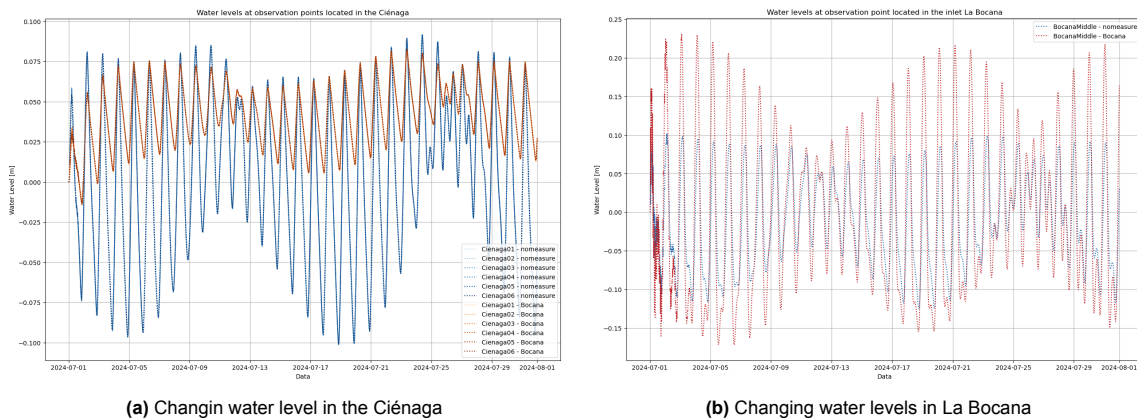 Water levels at observation points located in the Ciénaga
0.100
0.075
0.050
0.025
0.000
−0.025
−0.050
−0.075
−0.100
Water Level [m]
Cienaga01 - nomeasure
Cienaga02 - nomeasure
Cienaga03 - nomeasure
Cienaga04 - nomeasure
Cienaga05 - nomeasure
Cienaga06 - nomeasure
Cienaga01 - Bocana
Cienaga02 - Bocana
Cienaga03 - Bocana
Cienaga04 - Bocana
Cienaga05 - Bocana
Cienaga06 - Bocana
2024-07-01 2024-07-05 2024-07-09 2024-07-13 2024-07-17 2024-07-21 2024-07-25 2024-07-29 2024-08-01
Data
(a) Changin water level in the Ciénaga
Water levels at observation point located in the inlet La Bocana
BocanaMiddle - nomeasure
BocanaMiddle - Bocana
0.25
0.20
0.15
0.10
0.05
0.00
−0.05
−0.10
−0.15
Water Level [m]
2024-07-01 2024-07-05 2024-07-09 2024-07-13 2024-07-17 2024-07-21 2024-07-25 2024-07-29 2024-08-01
Data
(b) Changing water levels in La Bocana